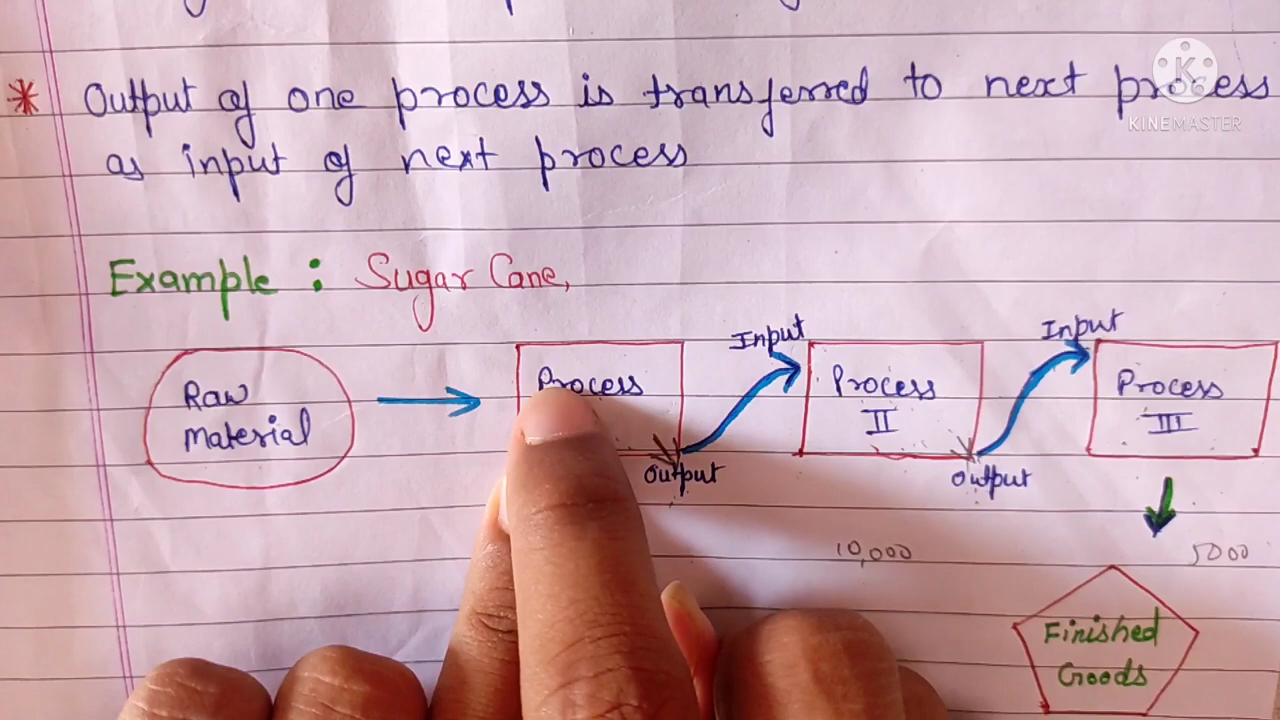 * Output of one process is transferred to next process
as input of next process
Example : Sugar Cane,
Raw Material
Process
Output
Input
Process II
Output
Input
Process III
10,000
5000
Finished Goods
KINEMASTER